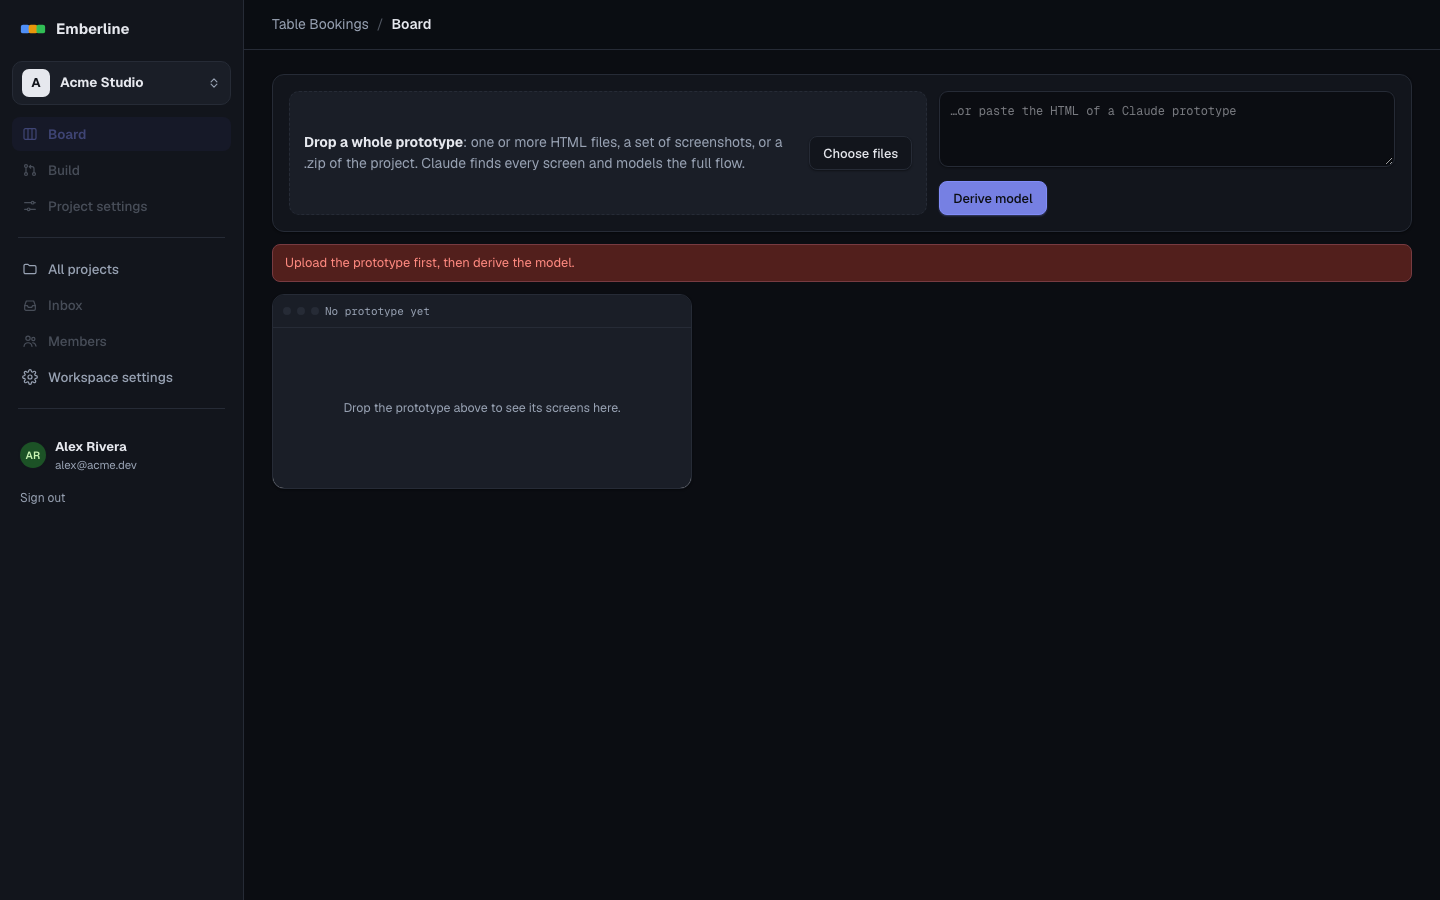 Emberline
Table Bookings / Board
A Acme Studio
Board
Build
Project settings
All projects
Inbox
Members
Workspace settings
AR Alex Rivera
alex@acme.dev
Sign out
Drop a whole prototype: one or more HTML files, a set of screenshots, or a
.zip of the project. Claude finds every screen and models the full flow.
Choose files
…or paste the HTML of a Claude prototype
Derive model
Upload the prototype first, then derive the model.
No prototype yet
Drop the prototype above to see its screens here.